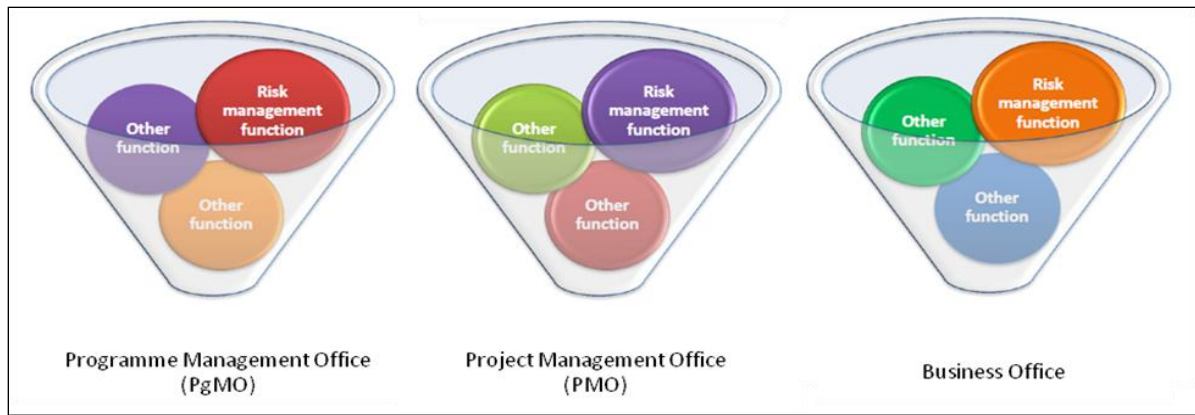 Risk
management
function
Other
function
Other
function
Programme Management Office
(PgMO)
Risk
management
function
Other
function
Other
function
Project Management Office
(PMO)
Risk
management
function
Other
function
Other
function
Business Office